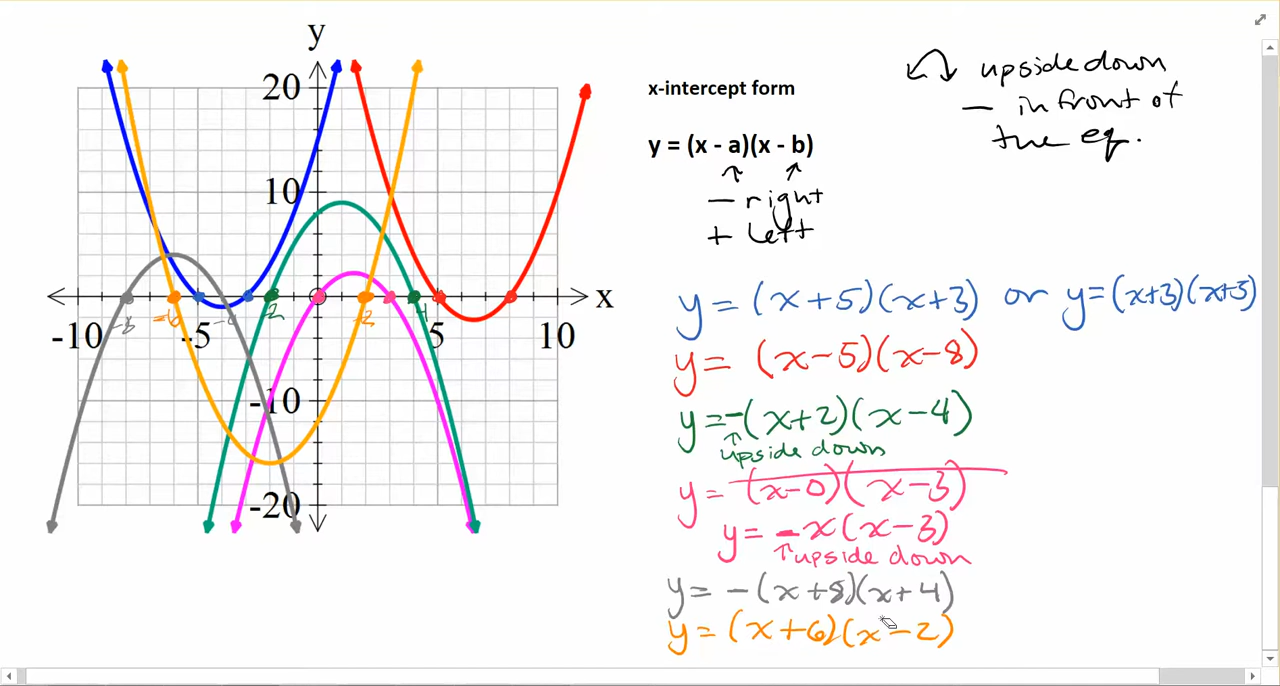 y
20
10
x
-10
-8
-6
-5
-4
-2
2
4
5
10
-10
-20
x-intercept form
y = (x - a)(x - b)
− right
+ left
upside down
− in front of
the eq.
y = (x+5)(x+3) or y=(x+3)(x+5)
y = (x−5)(x−8)
y=-(x+2)(x−4)
↑ upside down
y = (x−0)(x−3)
y = -x(x−3)
↑ upside down
y = −(x+8)(x+4)
y = (x+6)(x−2)